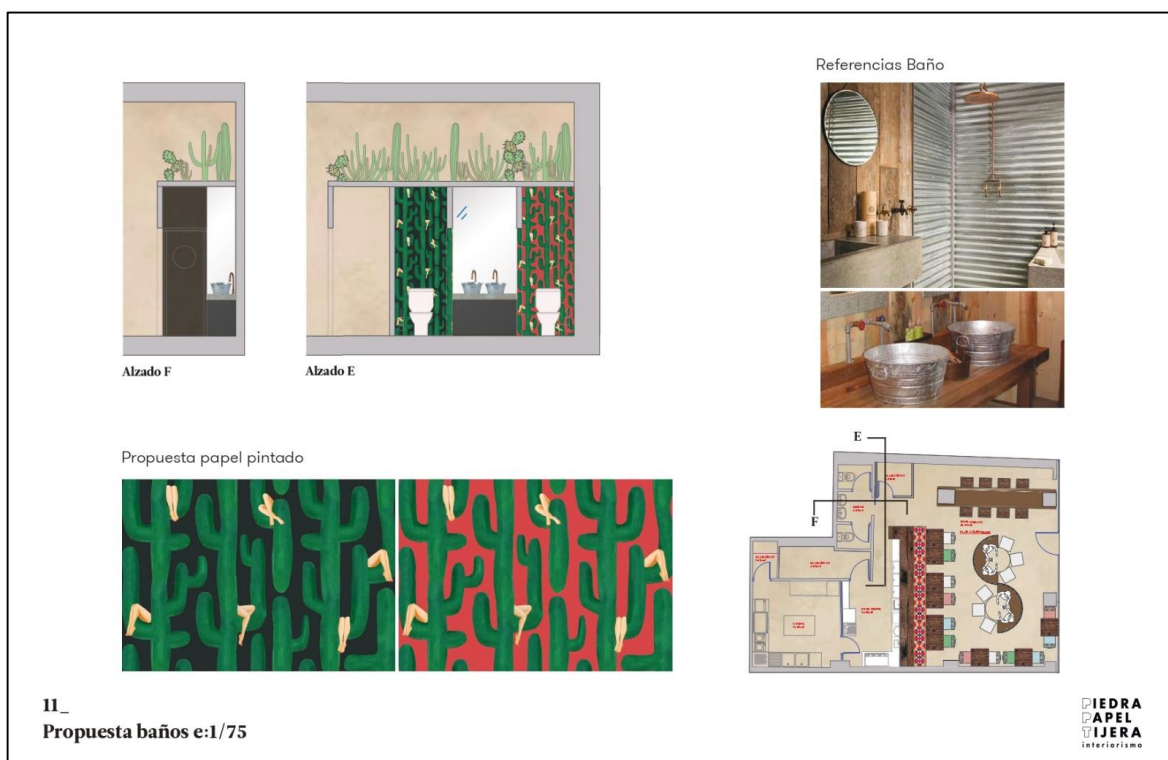 Referencias Baño
Alzado F
Alzado E
Propuesta papel pintado
E
F
11_
Propuesta baños e:1/75
PIEDRA
PAPEL
TIJERA
interiorismo